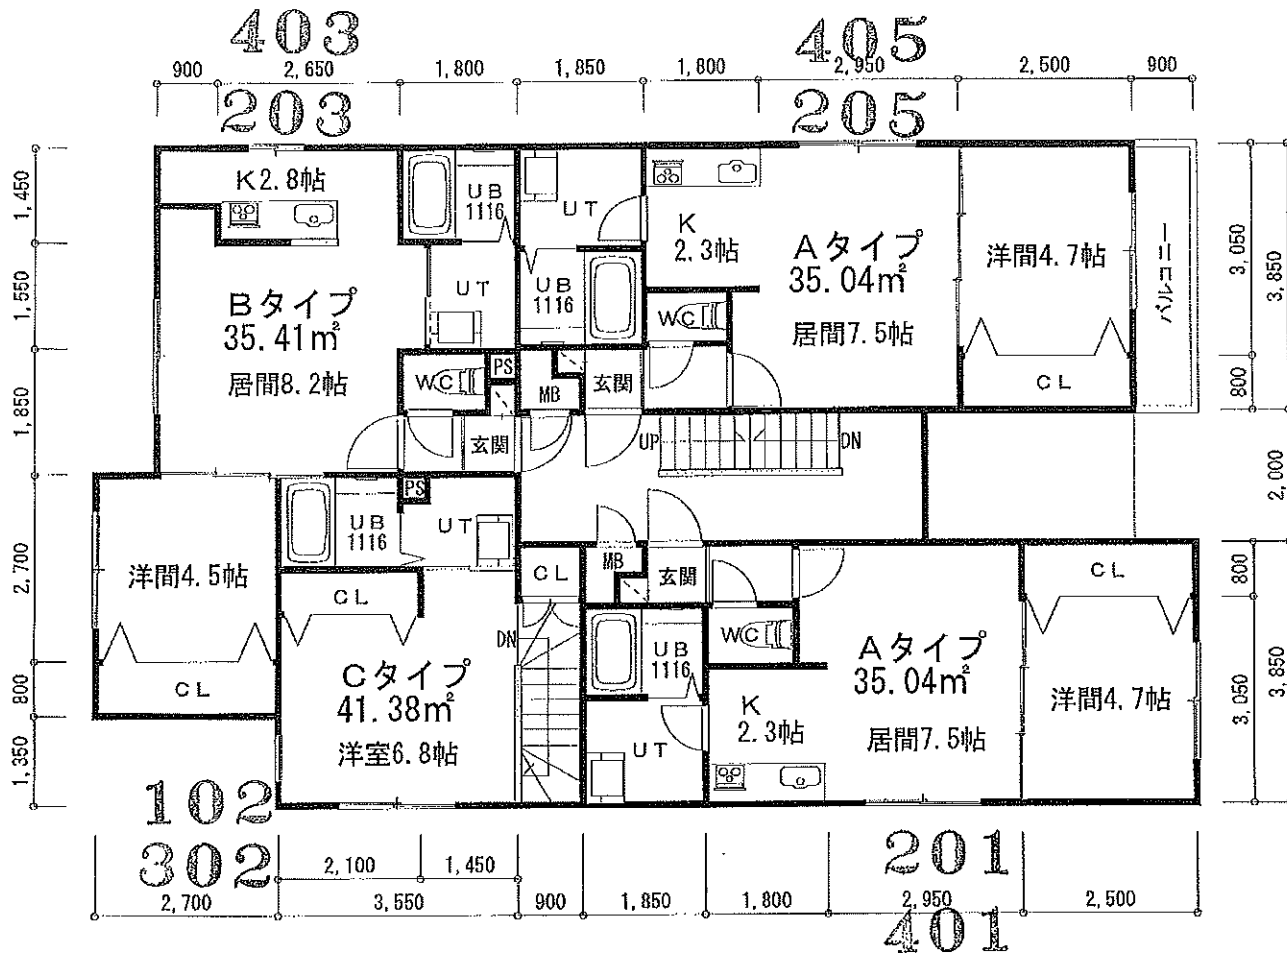 403
405
900
2,650
1,800
1,850
1,800
2,950
2,500
900
203
205
1,450
1,550
1,850
2,700
800
1,350
K2.8帖
UB
1116
UT
Bタイプ
35.41㎡
居間8.2帖
UT
UB
1116
WC
PS
MB
玄関
玄関
K
2.3帖
Aタイプ
35.04㎡
居間7.5帖
WC
洋間4.7帖
CL
バルコニー
3,050
800
3,850
2,000
UP
DN
PS
UB
1116
UT
洋間4.5帖
CL
CL
Cタイプ
41.38㎡
洋室6.8帖
DN
CL
MB
玄関
UB
1116
UT
WC
K
2.3帖
Aタイプ
35.04㎡
居間7.5帖
CL
洋間4.7帖
800
3,050
3,850
102
302
201
401
2,100
1,450
2,700
3,550
900
1,850
1,800
2,950
2,500